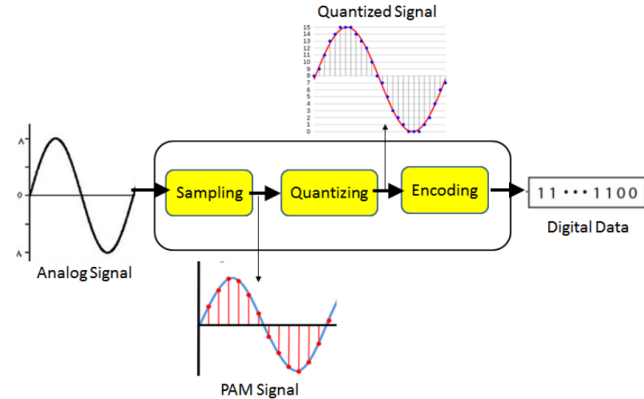 Quantized Signal
15
14
13
12
11
10
9
8
7
6
5
4
3
2
1
0
A
0
A
Sampling
Quantizing
Encoding
11 ··· 1100
Digital Data
Analog Signal
PAM Signal